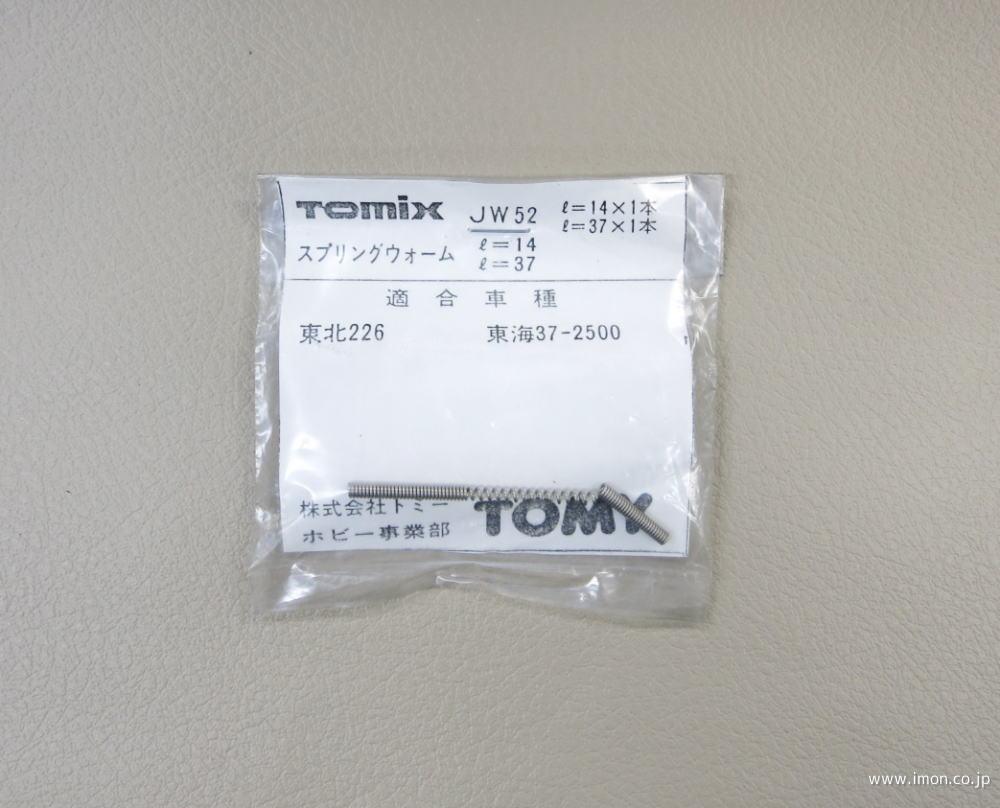 TOMIX JW52 ℓ=14×1本
ℓ=37×1本
スプリングウォーム ℓ=14
ℓ=37
適合車種
東北226 東海37-2500
株式会社トミー
ホビー事業部 TOMY
www.imon.co.jp